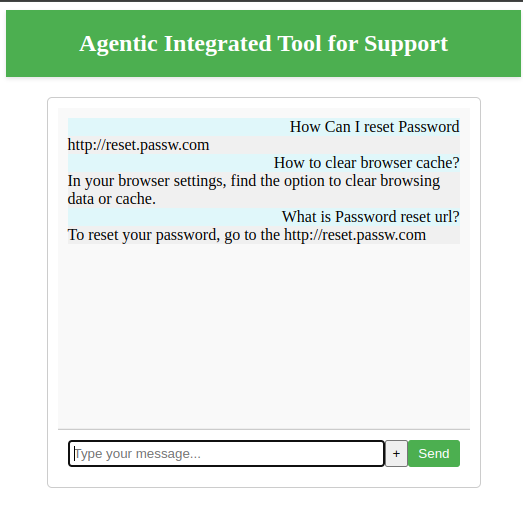 Agentic Integrated Tool for Support
How Can I reset Password
http://reset.passw.com
How to clear browser cache?
In your browser settings, find the option to clear browsing
data or cache.
What is Password reset url?
To reset your password, go to the http://reset.passw.com
Type your message...
+
Send